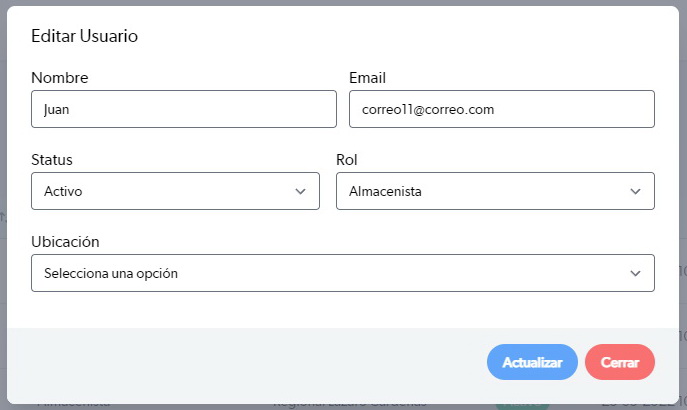 Editar Usuario
Nombre Email
Juan correo11@correo.com
Status Rol
Activo Almacenista
Ubicación
Selecciona una opción
Actualizar Cerrar